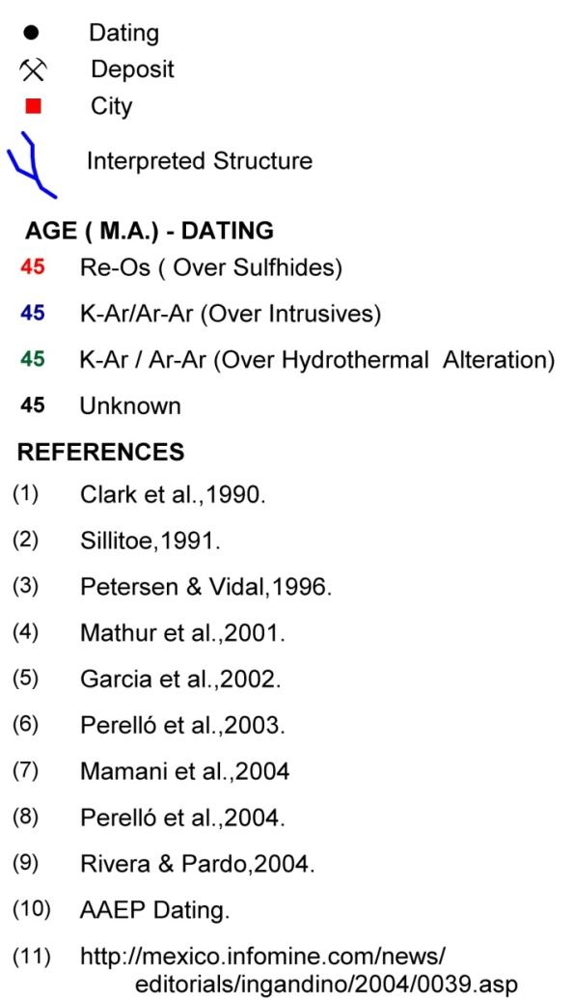 Dating
Deposit
City
Interpreted Structure
AGE ( M.A.) - DATING
45 Re-Os ( Over Sulfhides)
45 K-Ar/Ar-Ar (Over Intrusives)
45 K-Ar / Ar-Ar (Over Hydrothermal Alteration)
45 Unknown
REFERENCES
(1) Clark et al.,1990.
(2) Sillitoe,1991.
(3) Petersen & Vidal,1996.
(4) Mathur et al.,2001.
(5) Garcia et al.,2002.
(6) Perelló et al.,2003.
(7) Mamani et al.,2004
(8) Perelló et al.,2004.
(9) Rivera & Pardo,2004.
(10) AAEP Dating.
(11) http://mexico.infomine.com/news/
editorials/ingandino/2004/0039.asp